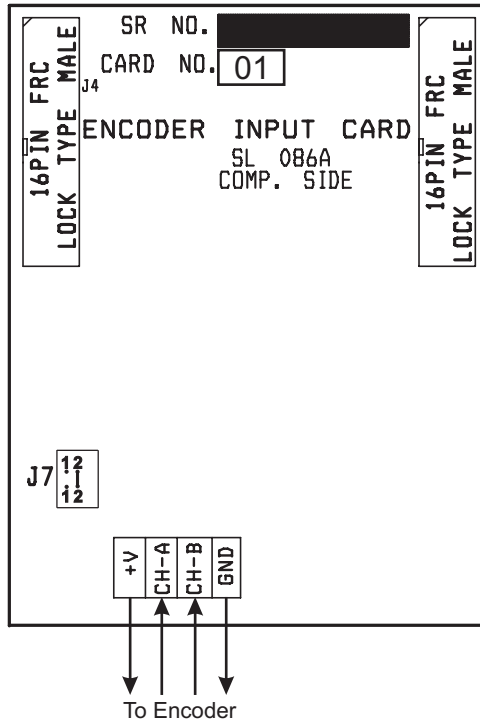 SR NO.
CARD NO. 01
J4
16PIN FRC
LOCK TYPE MALE
16PIN FRC
LOCK TYPE MALE
ENCODER INPUT CARD
SL 086A
COMP. SIDE
J7
12
12
+V CH-A CH-B GND
To Encoder